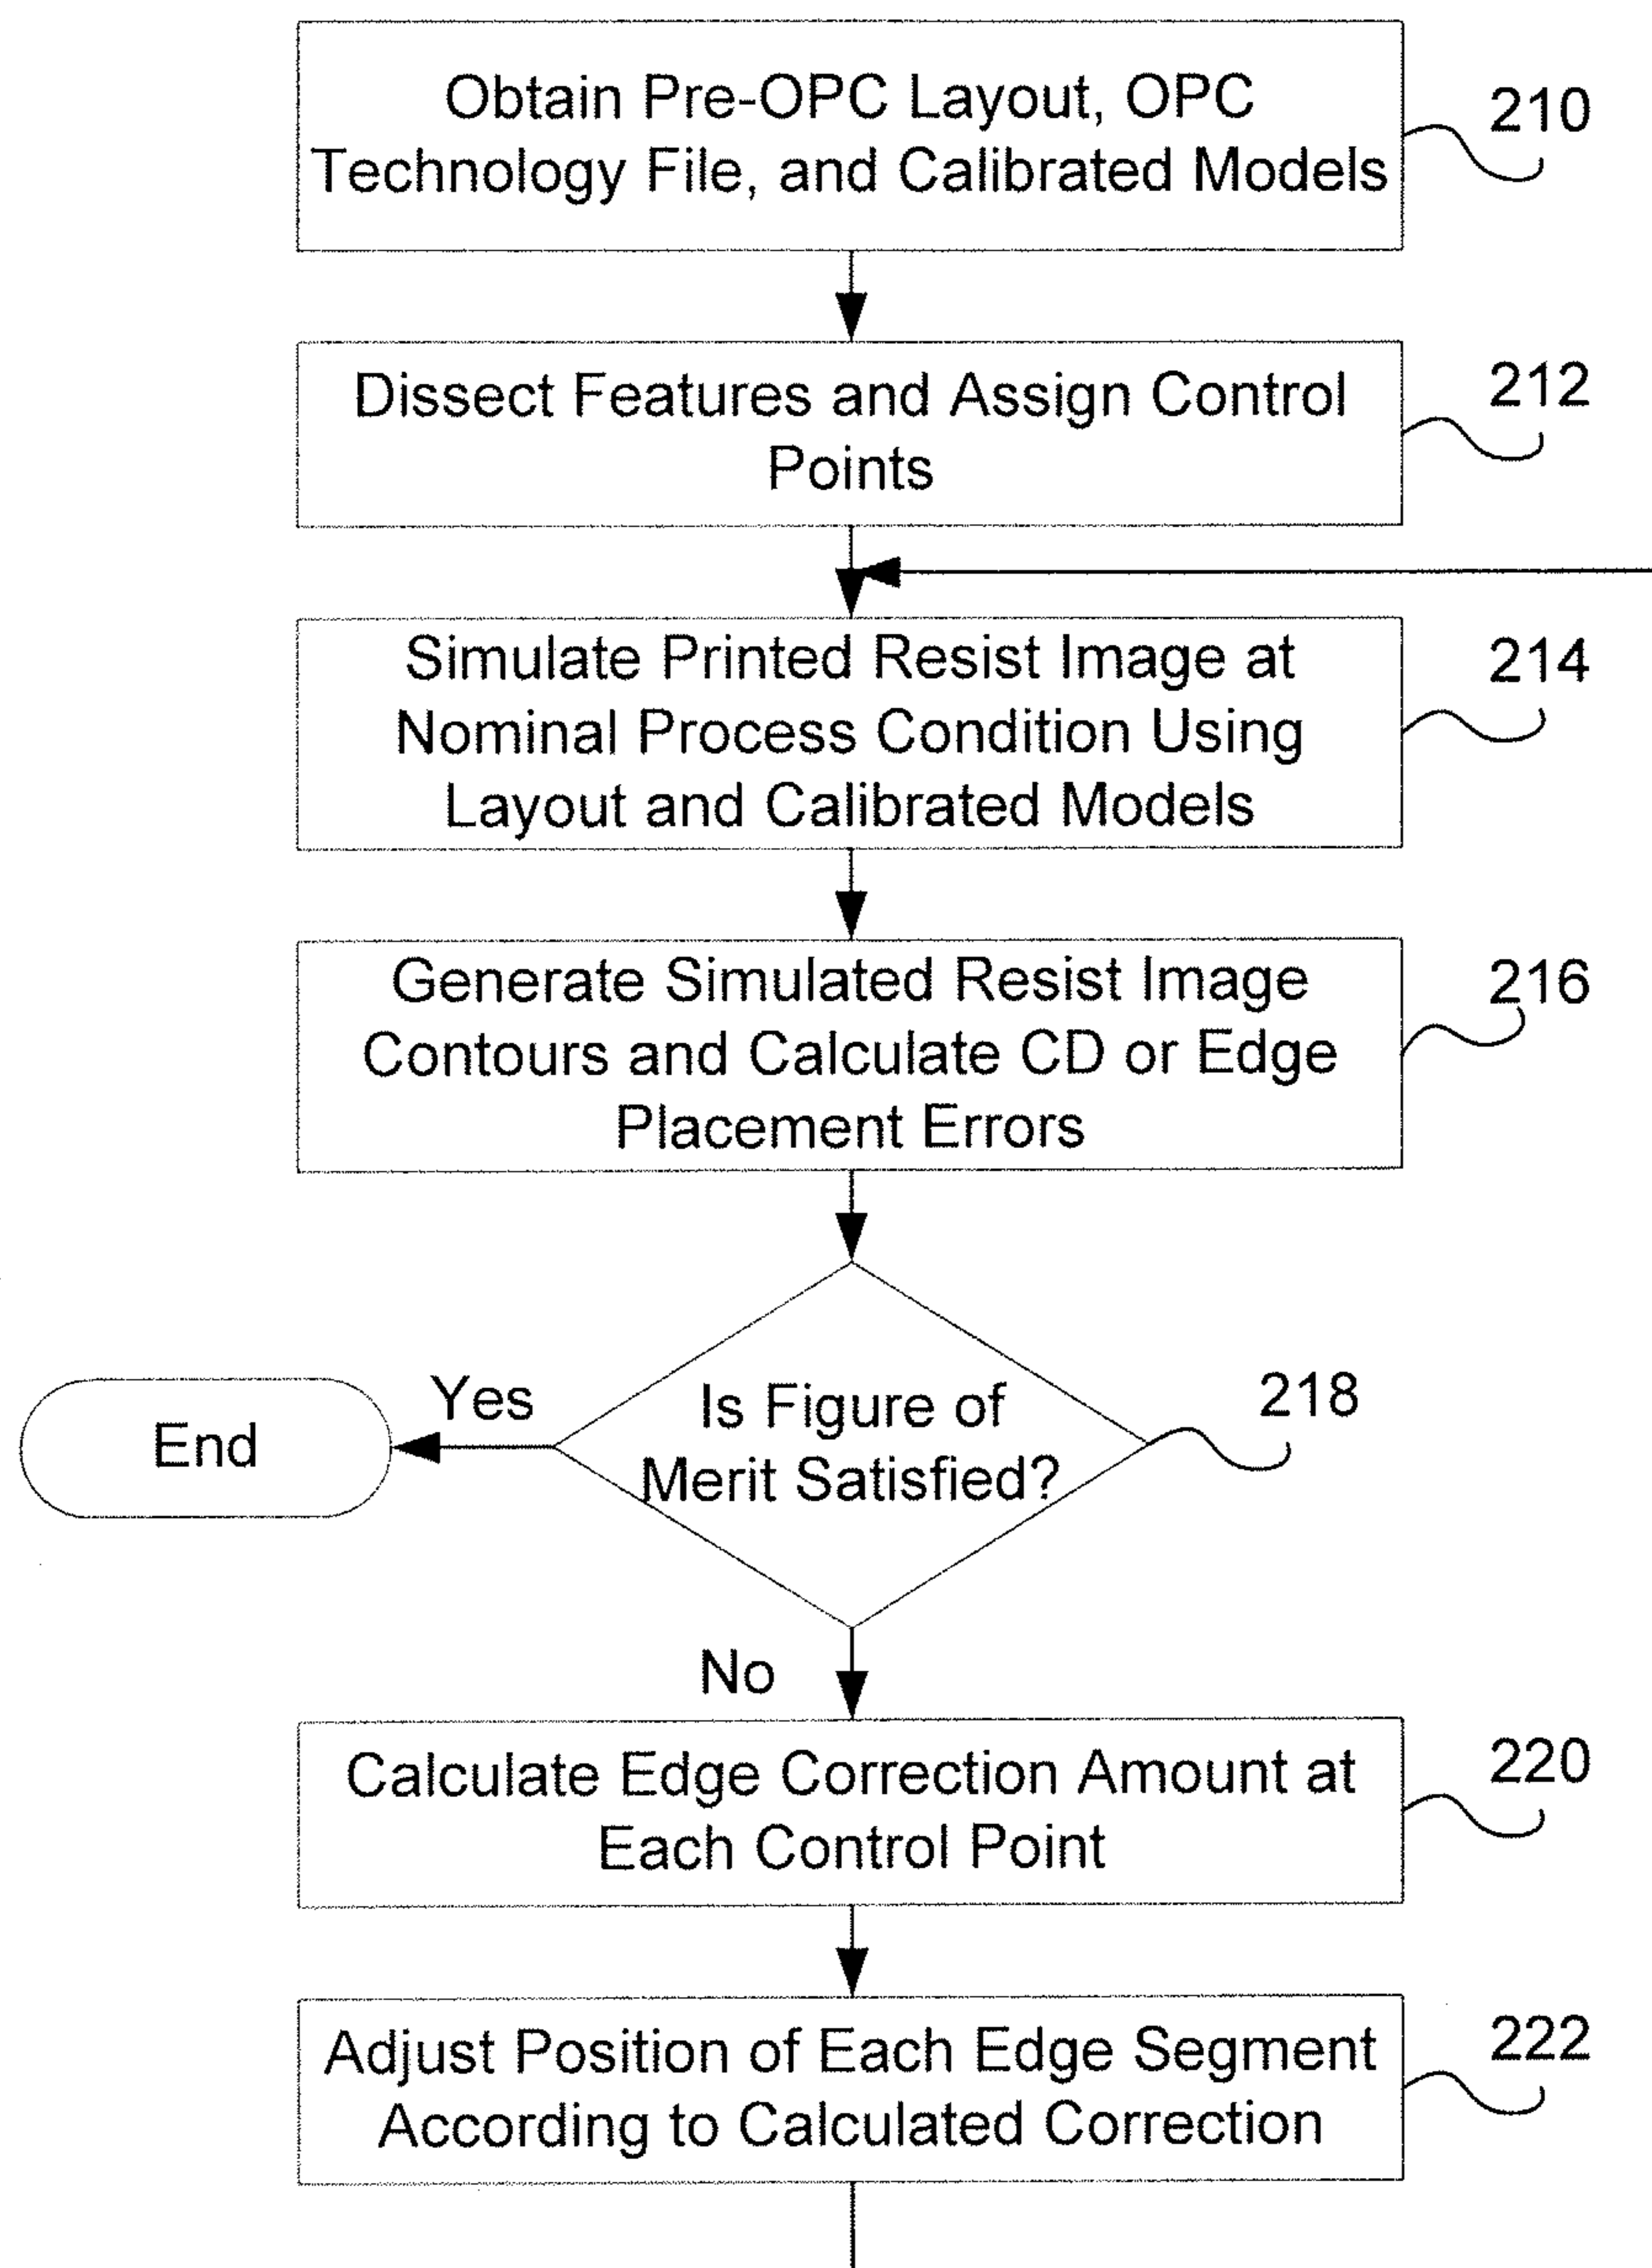 Obtain Pre-OPC Layout, OPC
Technology File, and Calibrated Models
210
Dissect Features and Assign Control
Points
212
Simulate Printed Resist Image at
Nominal Process Condition Using
Layout and Calibrated Models
214
Generate Simulated Resist Image
Contours and Calculate CD or Edge
Placement Errors
216
Is Figure of
Merit Satisfied?
218
Yes
End
No
Calculate Edge Correction Amount at
Each Control Point
220
Adjust Position of Each Edge Segment
According to Calculated Correction
222